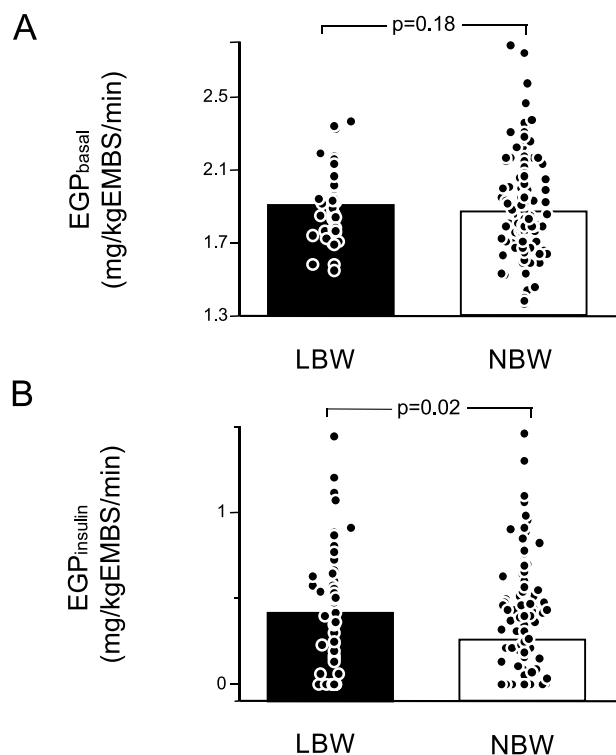 A
p=0.18
EGPbasal
(mg/kgEMBS/min)
2.5
2.1
1.7
1.3
LBW NBW
B
p=0.02
EGPinsulin
(mg/kgEMBS/min)
1
0
LBW NBW